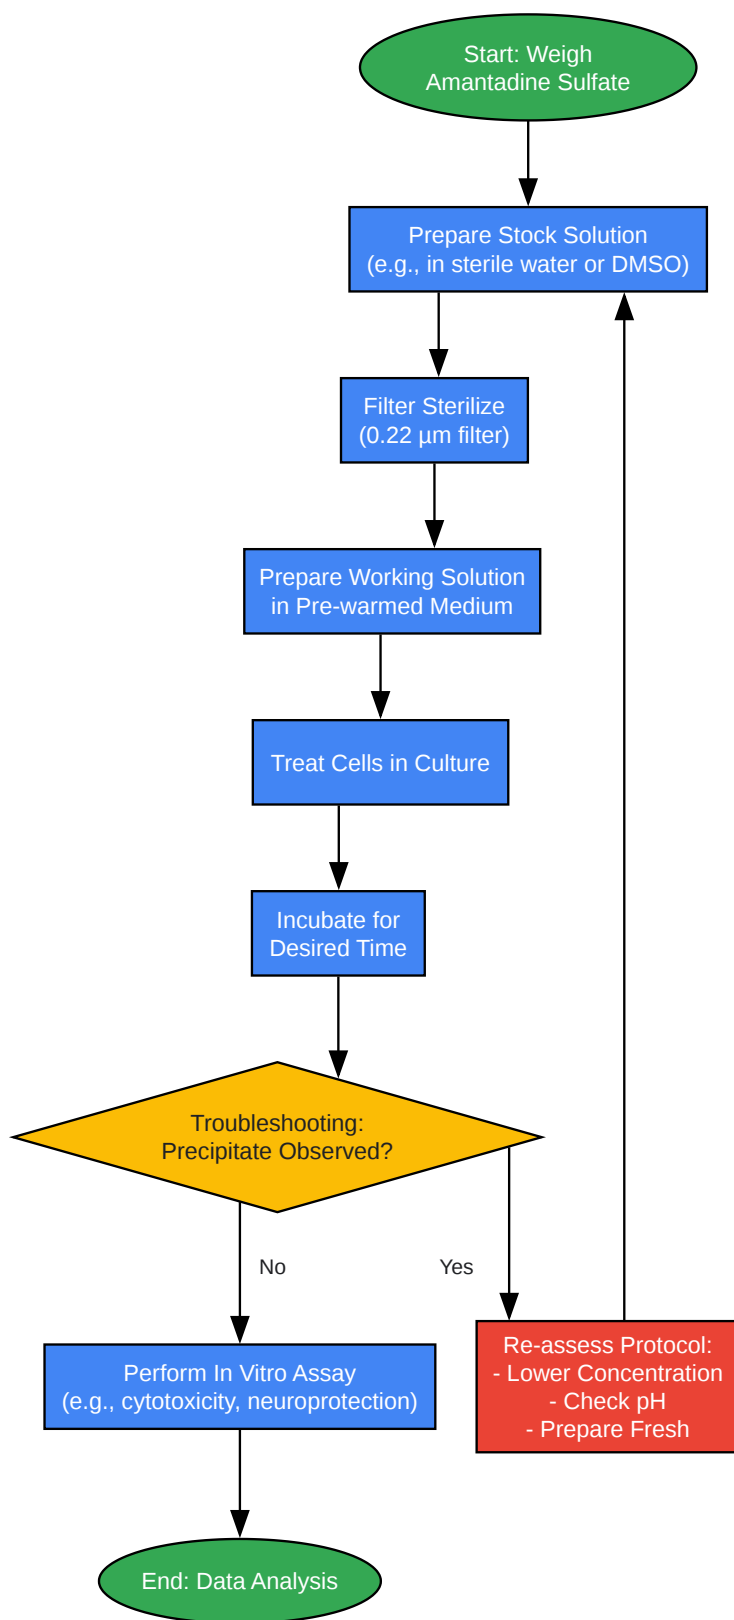 Start: Weigh
Amantadine Sulfate
Prepare Stock Solution
(e.g., in sterile water or DMSO)
Filter Sterilize
(0.22 µm filter)
Prepare Working Solution
in Pre-warmed Medium
Treat Cells in Culture
Incubate for
Desired Time
Troubleshooting:
Precipitate Observed?
No
Yes
Re-assess Protocol:
- Lower Concentration
- Check pH
- Prepare Fresh
Perform In Vitro Assay
(e.g., cytotoxicity, neuroprotection)
End: Data Analysis